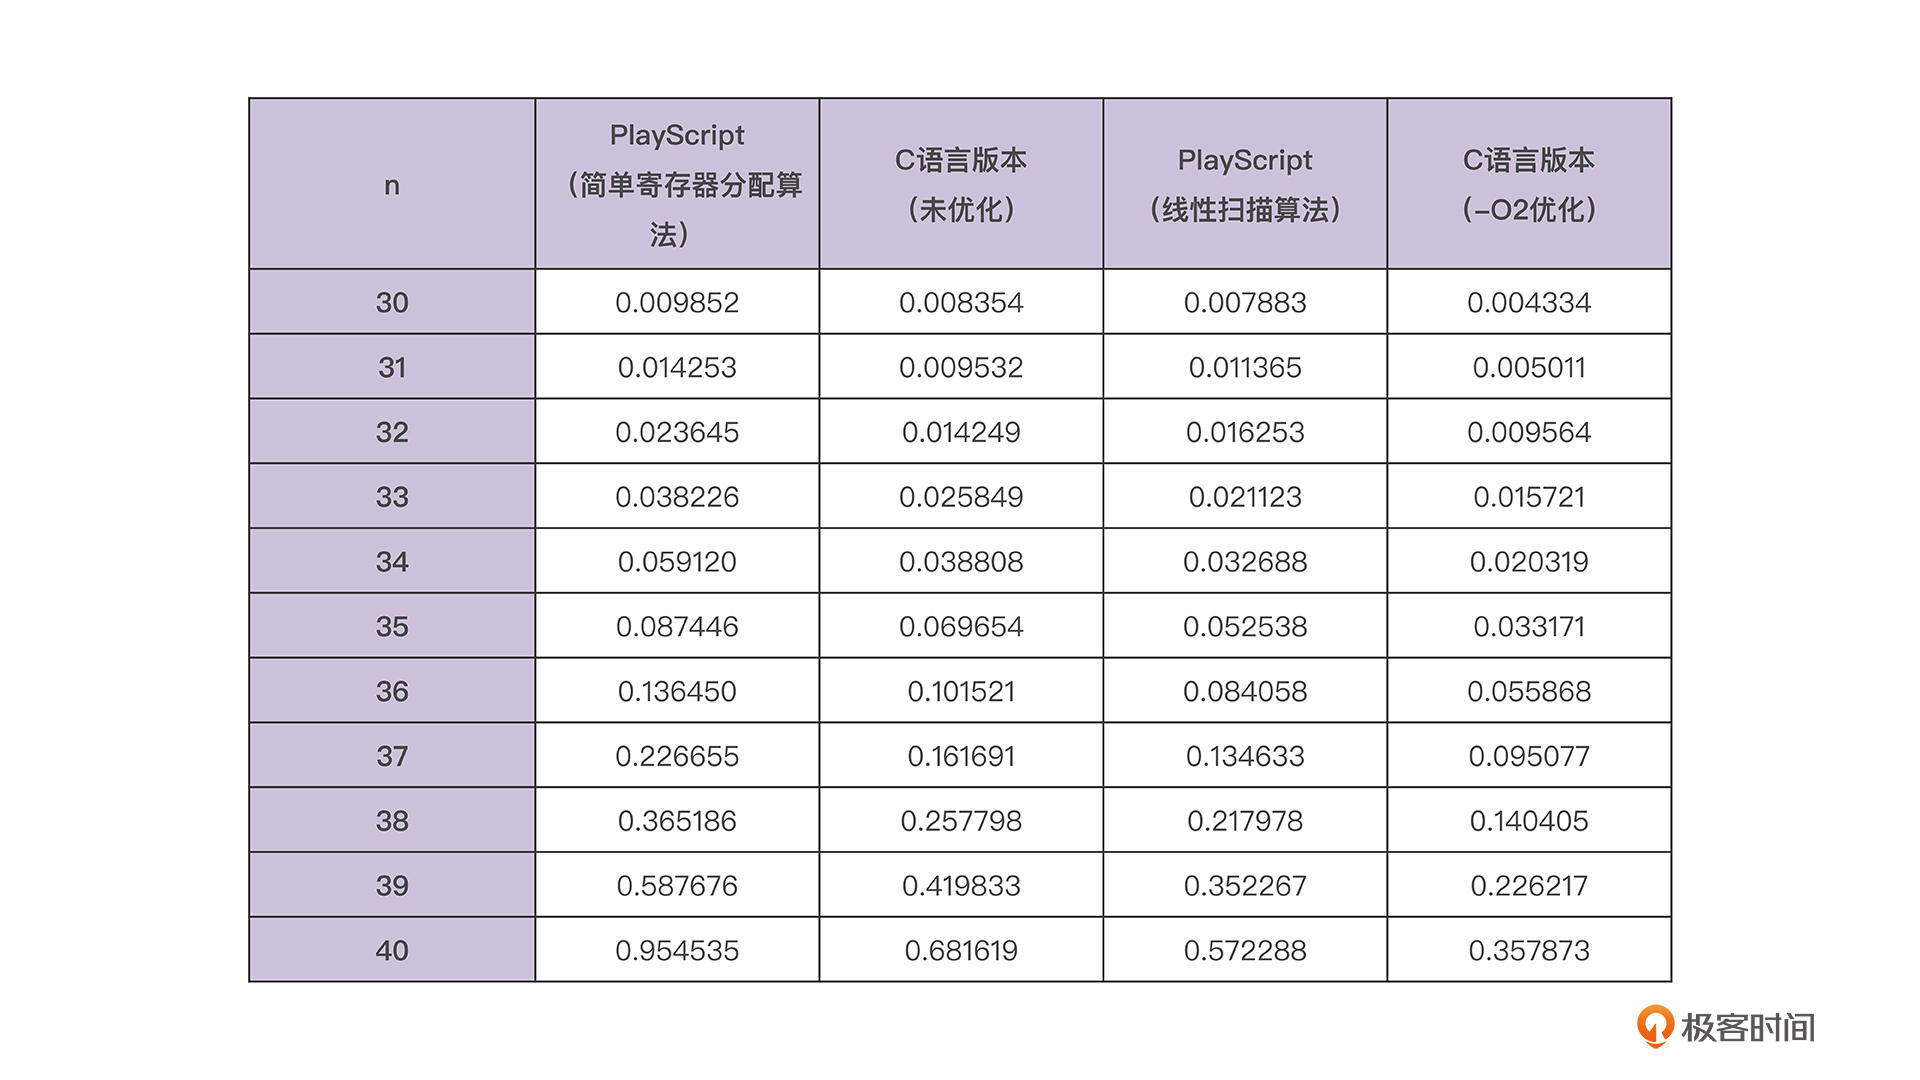 n
PlayScript
（简单寄存器分配算
法）
C语言版本
（未优化）
PlayScript
（线性扫描算法）
C语言版本
（-O2优化）
30 0.009852 0.008354 0.007883 0.004334
31 0.014253 0.009532 0.011365 0.005011
32 0.023645 0.014249 0.016253 0.009564
33 0.038226 0.025849 0.021123 0.015721
34 0.059120 0.038808 0.032688 0.020319
35 0.087446 0.069654 0.052538 0.033171
36 0.136450 0.101521 0.084058 0.055868
37 0.226655 0.161691 0.134633 0.095077
38 0.365186 0.257798 0.217978 0.140405
39 0.587676 0.419833 0.352267 0.226217
40 0.954535 0.681619 0.572288 0.357873
极客时间